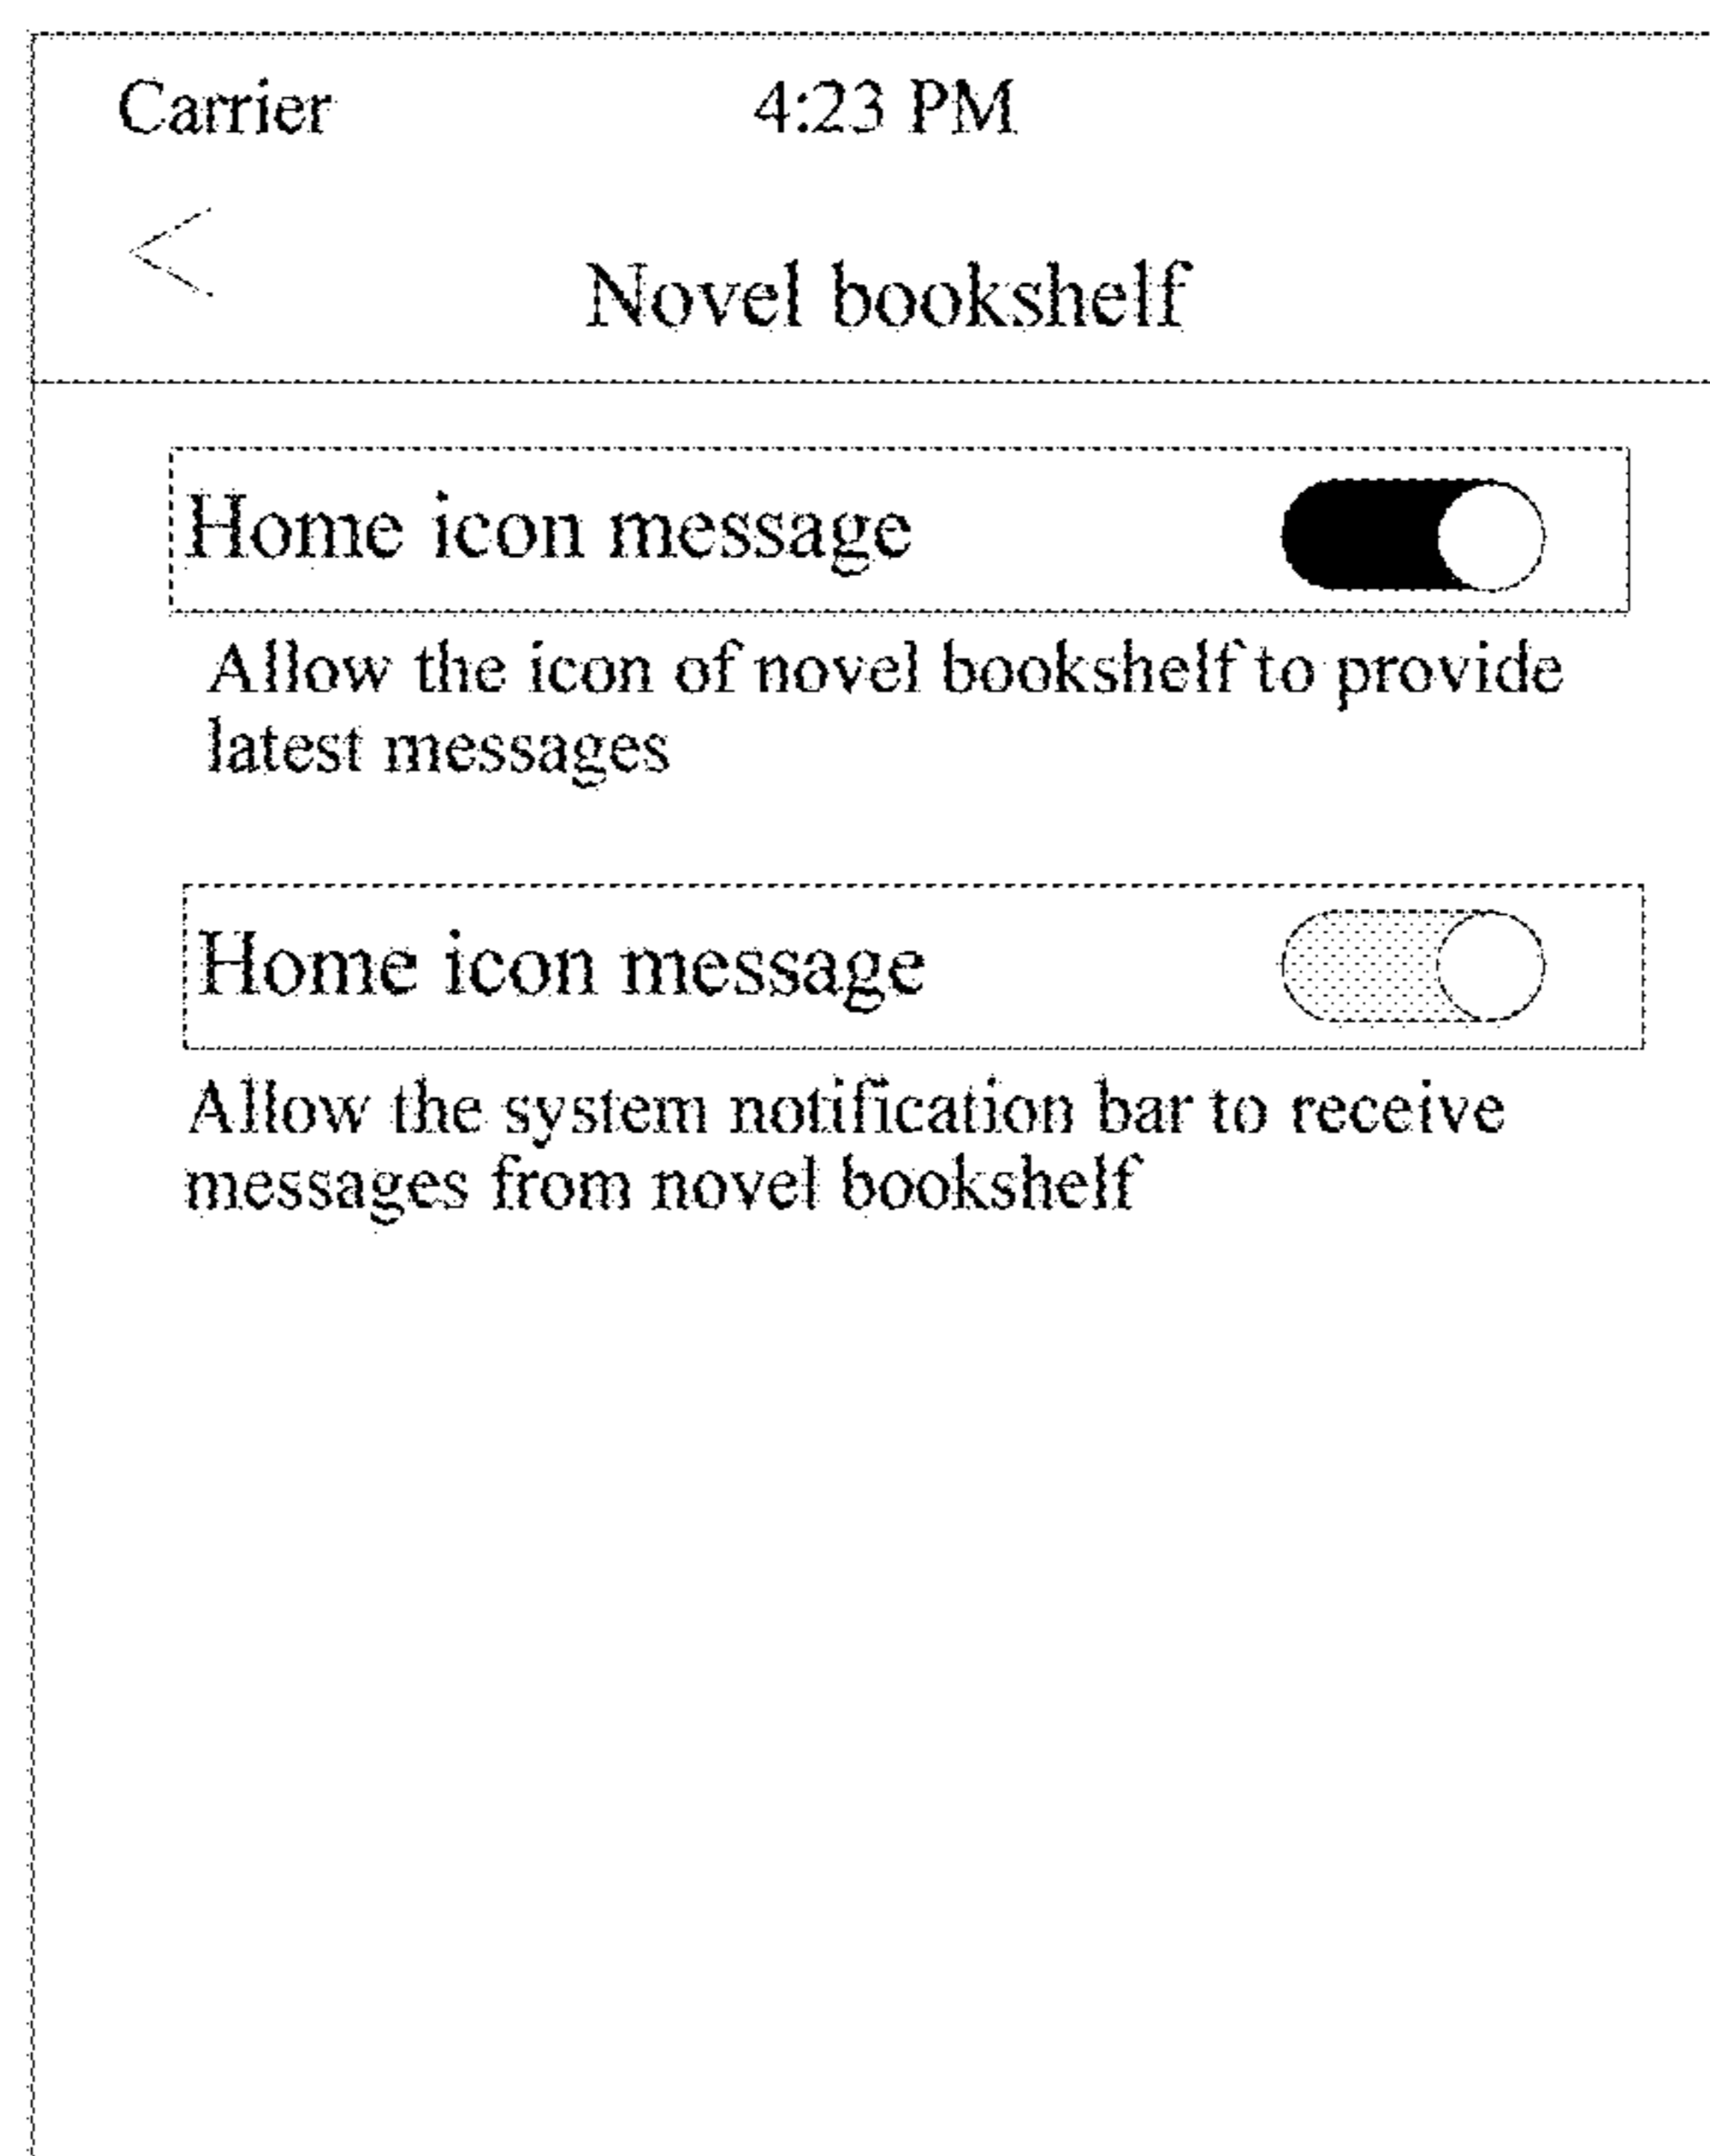 Carrier 4:23 PM
Novel bookshelf
Home icon message
Allow the icon of novel bookshelf to provide
latest messages
Home icon message
Allow the system notification bar to receive
messages from novel bookshelf